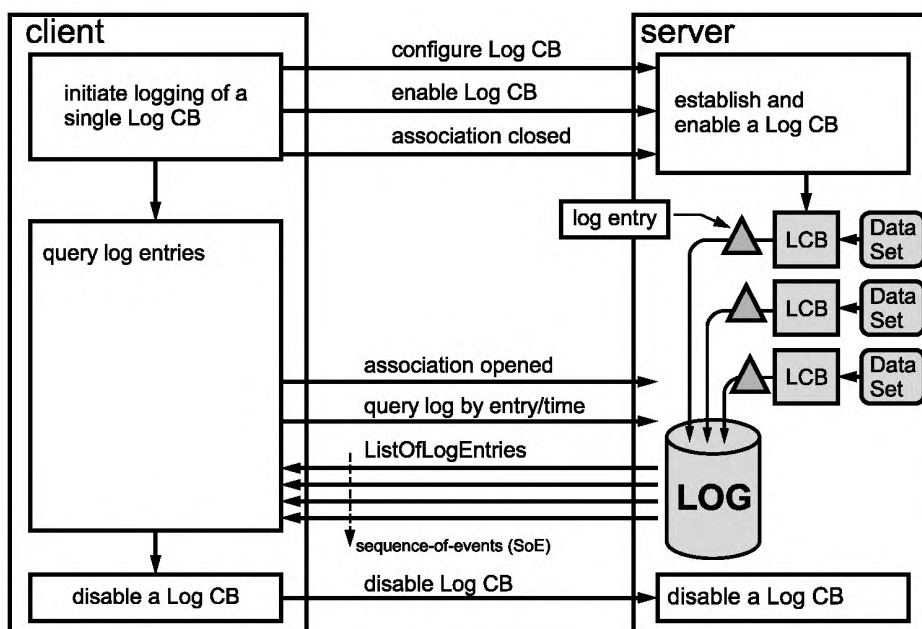 client
server
configure Log CB
initiate logging of a
single Log CB
enable Log CB
establish and
enable a Log CB
association closed
log entry
LCB
Data
Set
query log entries
LCB
Data
Set
association opened
LCB
Data
Set
query log by entry/time
ListOfLogEntries
LOG
sequence-of-events (SoE)
disable a Log CB
disable Log CB
disable a Log CB